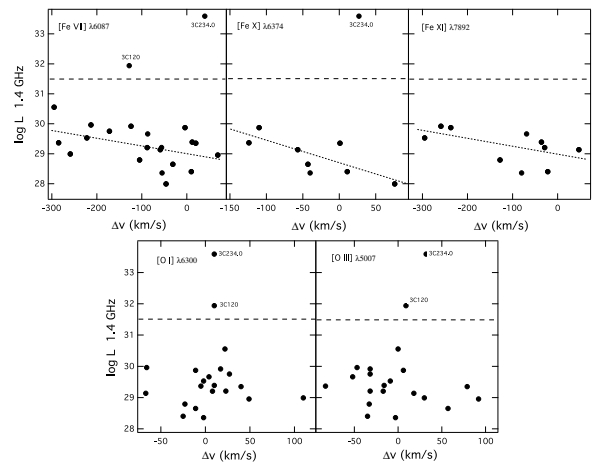 [Fe VI] λ6087
3C234.0
3C120
[Fe X] λ6374
3C234.0
[Fe XI] λ7892
log L 1.4 GHz
33
32
31
30
29
28
-300 -200 -100 0 -150 -100 -50 0 50 -300 -200 -100 0
Δv (km/s) Δv (km/s) Δv (km/s)
[O I] λ6300
3C234.0
3C120
[O III] λ5007
3C234.0
3C120
log L 1.4 GHz
33
32
31
30
29
28
-50 0 50 100 -50 0 50 100
Δv (km/s) Δv (km/s)